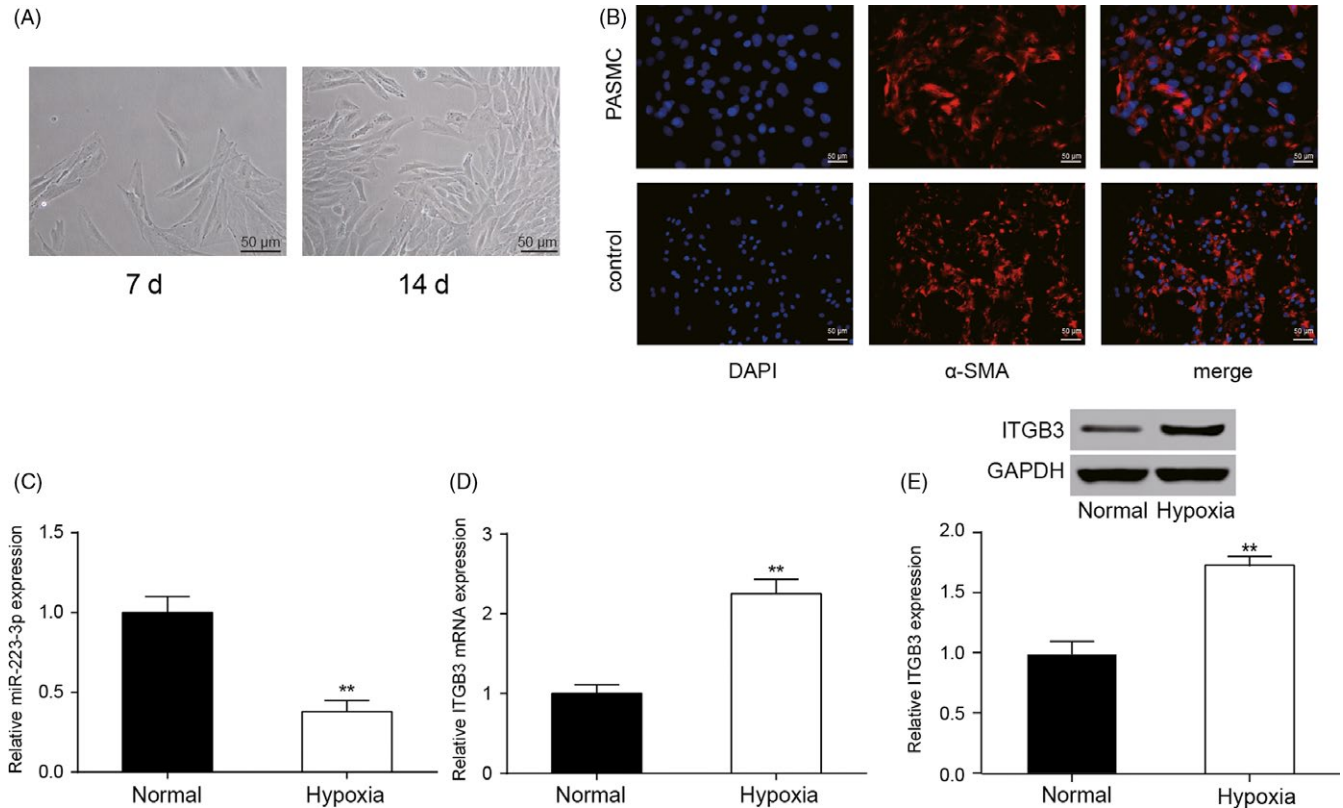 (A)
50 µm
50 µm
7 d
14 d
(B)
PASMC
50 µm
50 µm
50 µm
control
50 µm
50 µm
50 µm
DAPI
α-SMA
merge
(C)
Relative miR-223-3p expression
1.5
1.0
0.5
0.0
**
Normal
Hypoxia
(D)
Relative ITGB3 mRNA expression
3
2
1
0
**
Normal
Hypoxia
(E)
ITGB3
GAPDH
Normal Hypoxia
Relative ITGB3 expression
2.0
1.5
1.0
0.5
0.0
**
Normal
Hypoxia